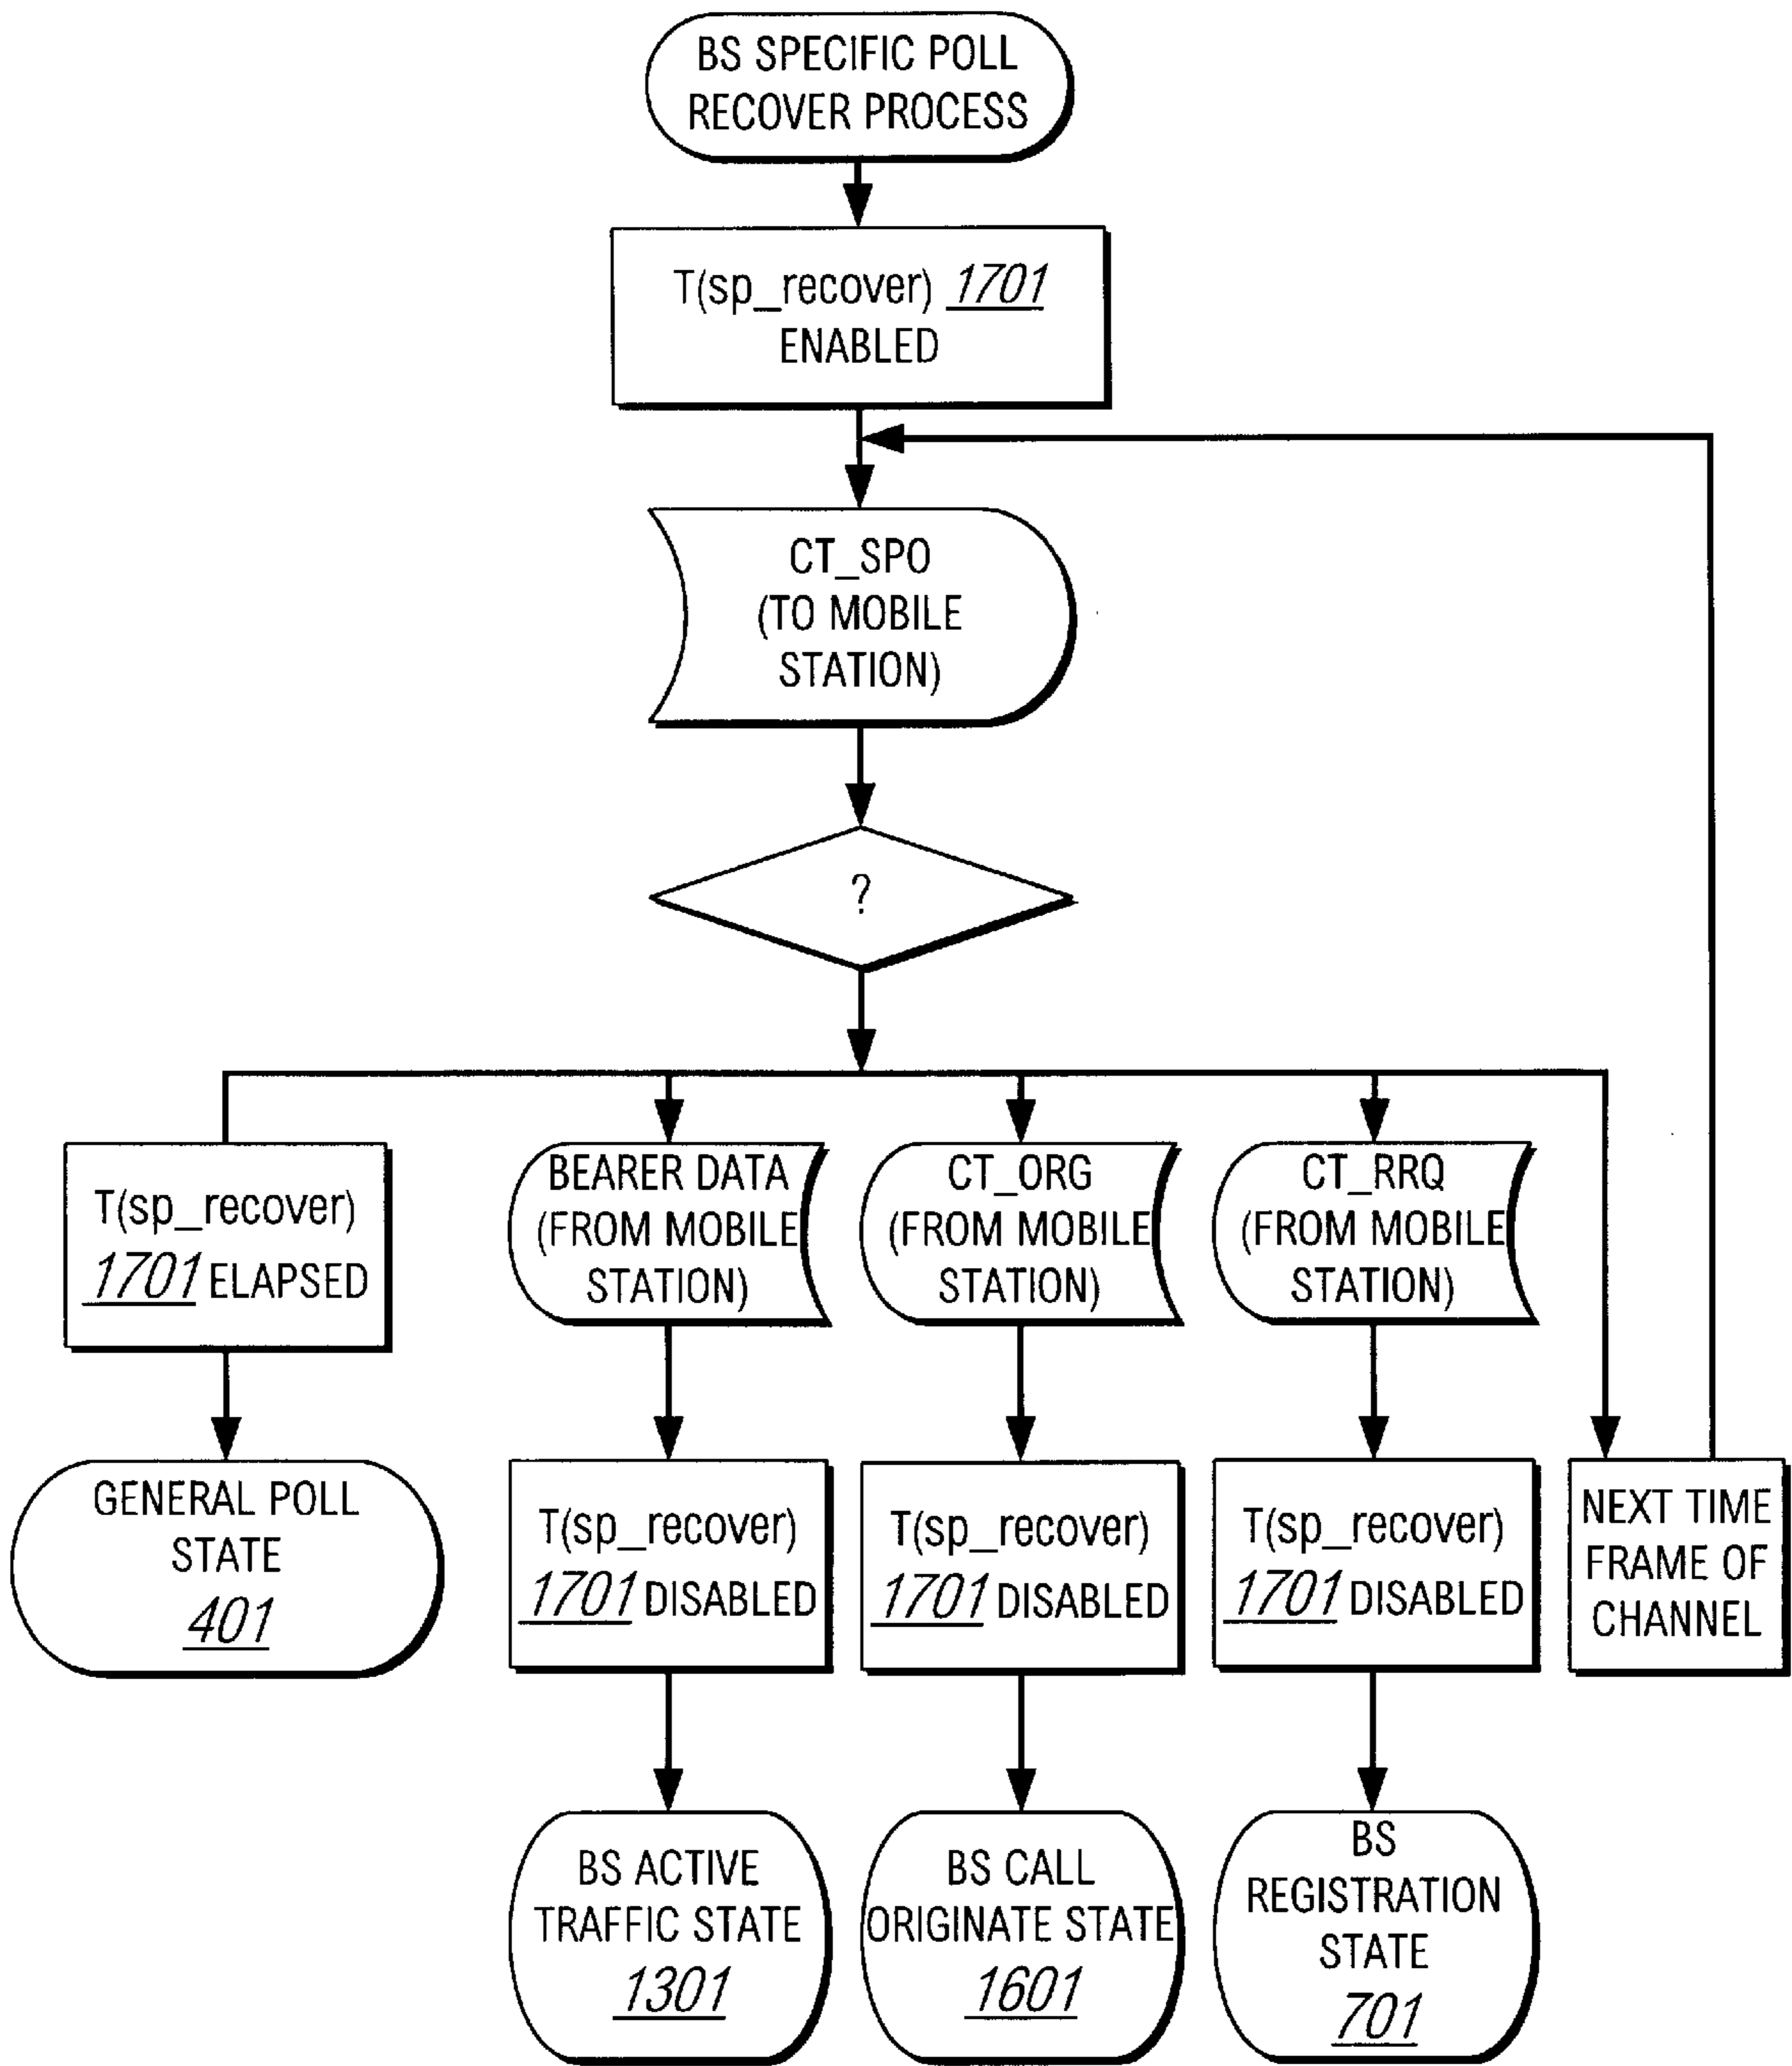 BS SPECIFIC POLL
RECOVER PROCESS
T(sp_recover) 1701
ENABLED
CT_SPO
(TO MOBILE
STATION)
?
T(sp_recover)
1701 ELAPSED
GENERAL POLL
STATE
401
BEARER DATA
(FROM MOBILE
STATION)
T(sp_recover)
1701 DISABLED
BS ACTIVE
TRAFFIC STATE
1301
CT_ORG
(FROM MOBILE
STATION)
T(sp_recover)
1701 DISABLED
BS CALL
ORIGINATE STATE
1601
CT_RRQ
(FROM MOBILE
STATION)
T(sp_recover)
1701 DISABLED
BS
REGISTRATION
STATE
701
NEXT TIME
FRAME OF
CHANNEL